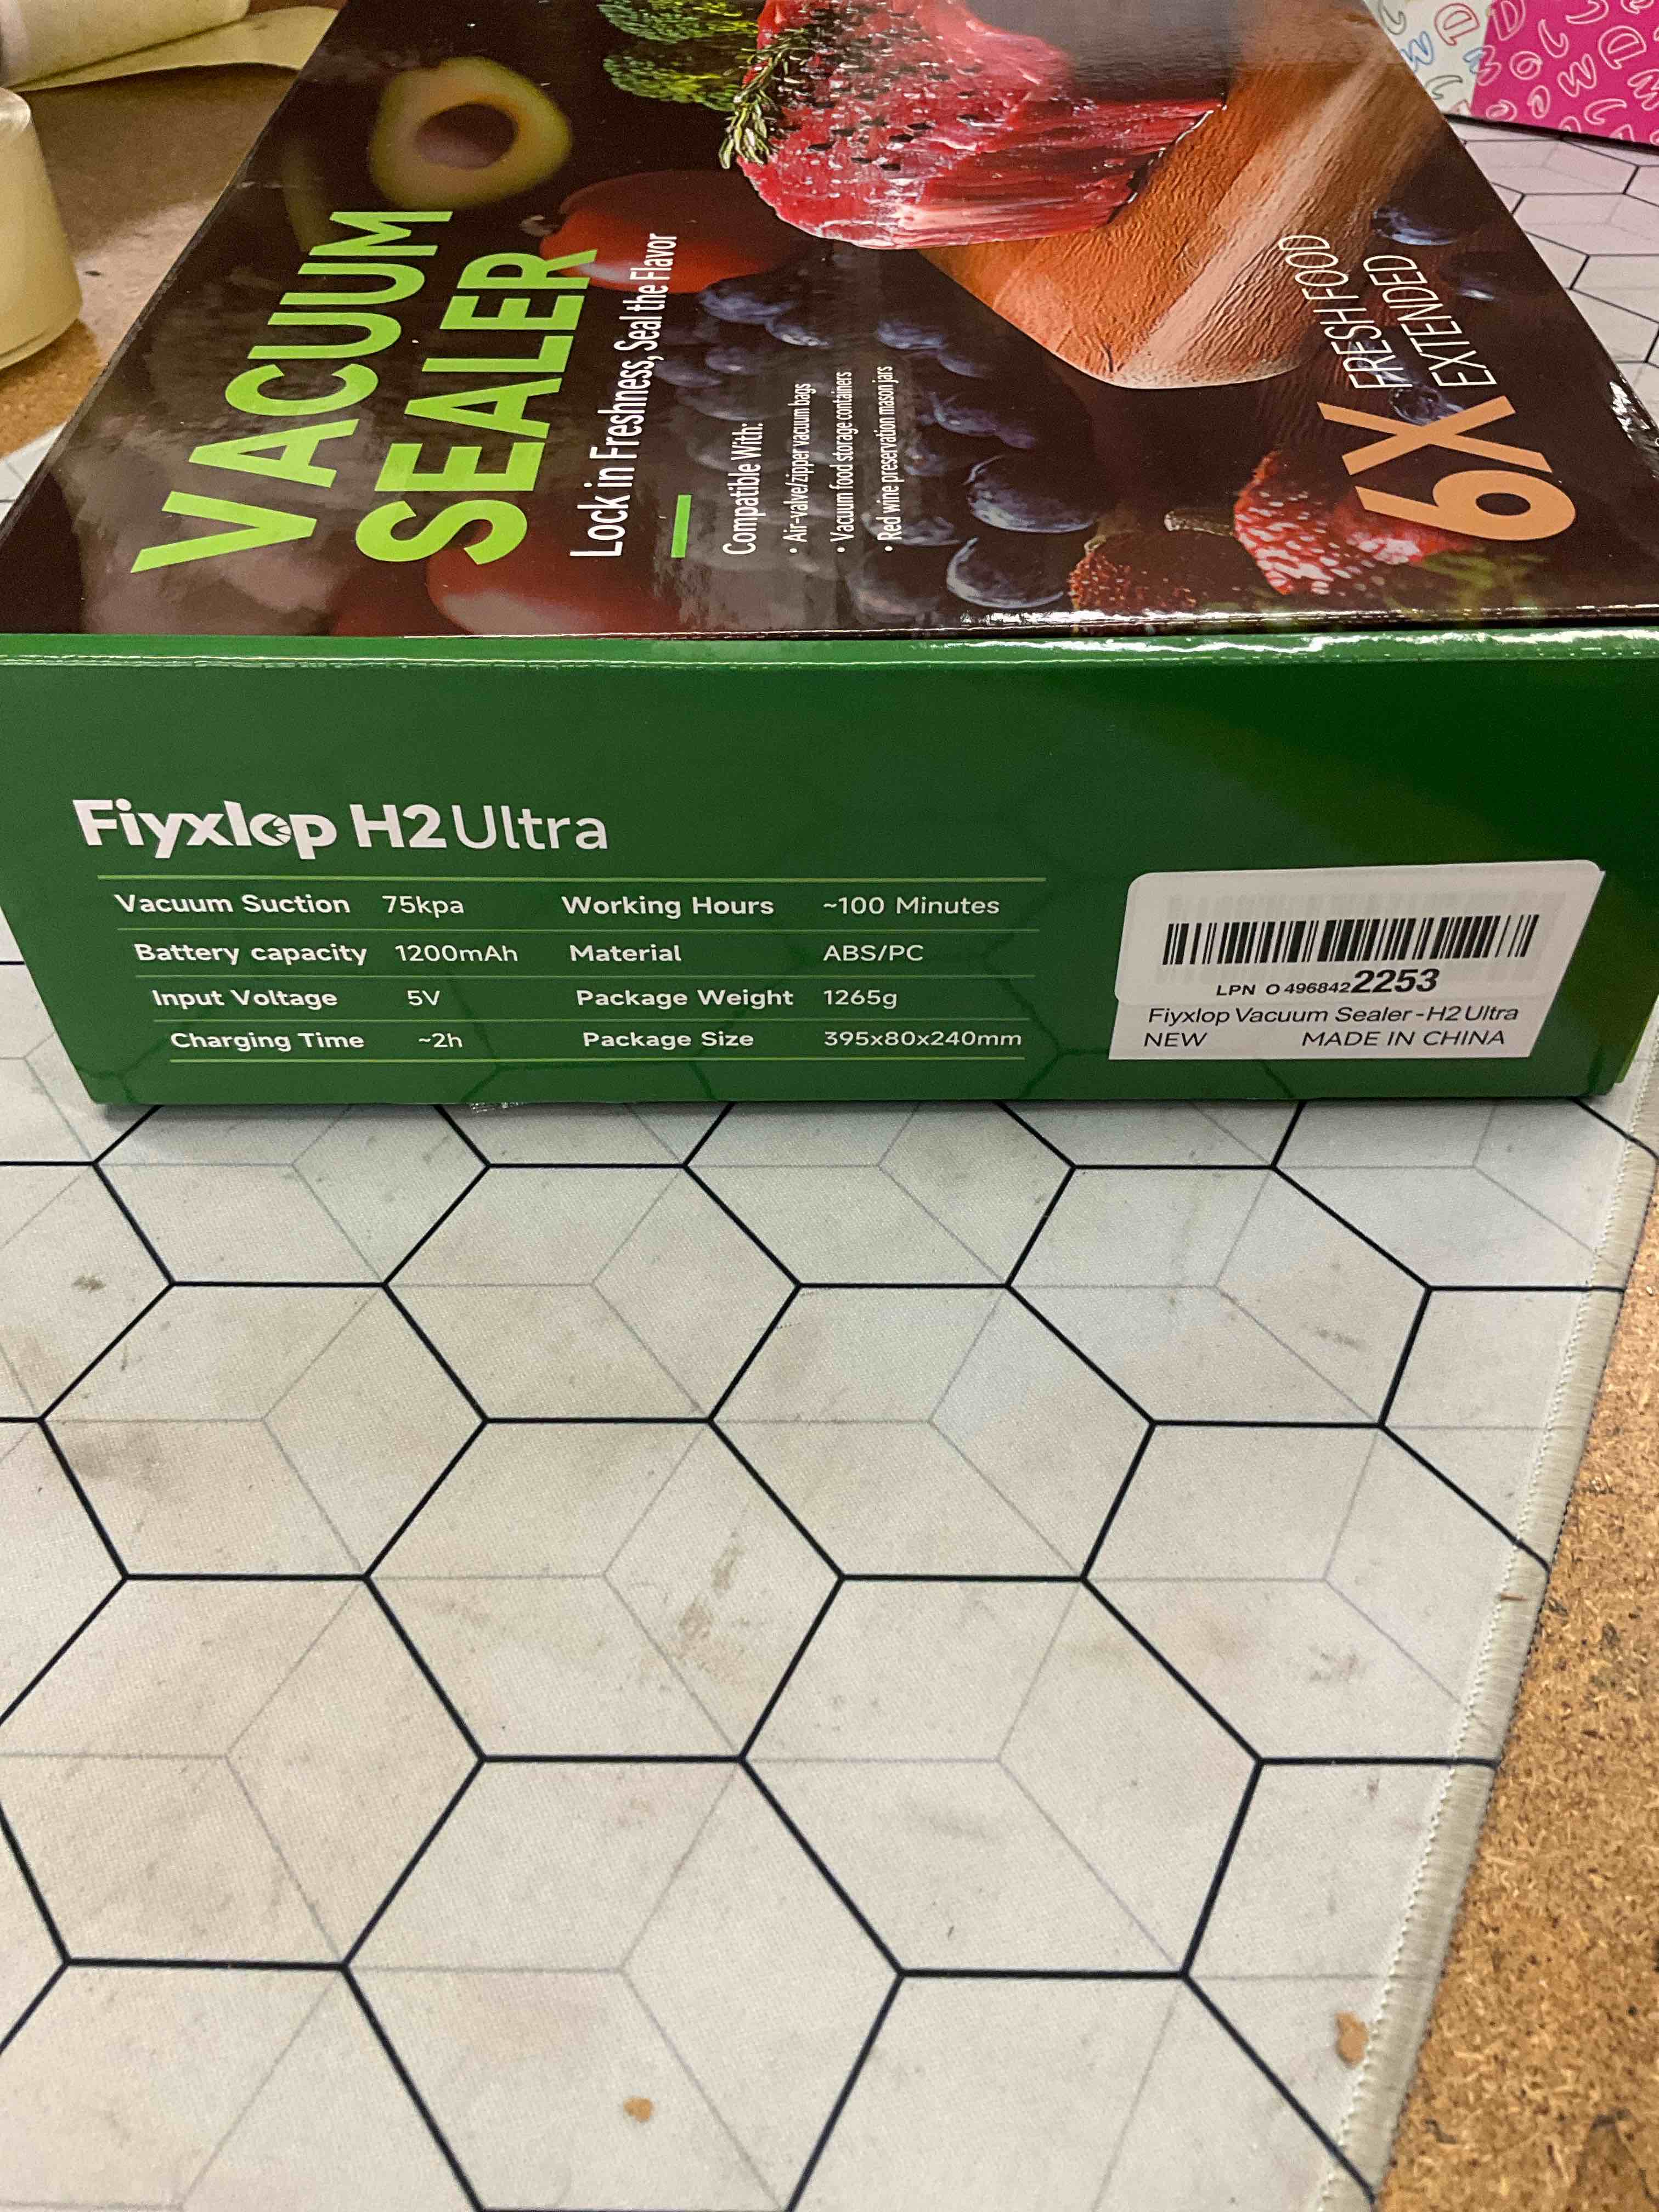 VACUUM
SEALER
Lock in Freshness, Seal the Flavor
Compatible With:
• Air-valve/zipper vacuum bags
• Vacuum food storage containers
• Red wine preservation mason jars
6X FRESH FOOD
EXTENDED
Fiyxlop H2 Ultra
Vacuum Suction 75kpa Working Hours ~100 Minutes
Battery capacity 1200mAh Material ABS/PC
Input Voltage 5V Package Weight 1265g
Charging Time ~2h Package Size 395x80x240mm
LPN O 4968422253
Fiyxlop Vacuum Sealer-H2 Ultra
NEW MADE IN CHINA